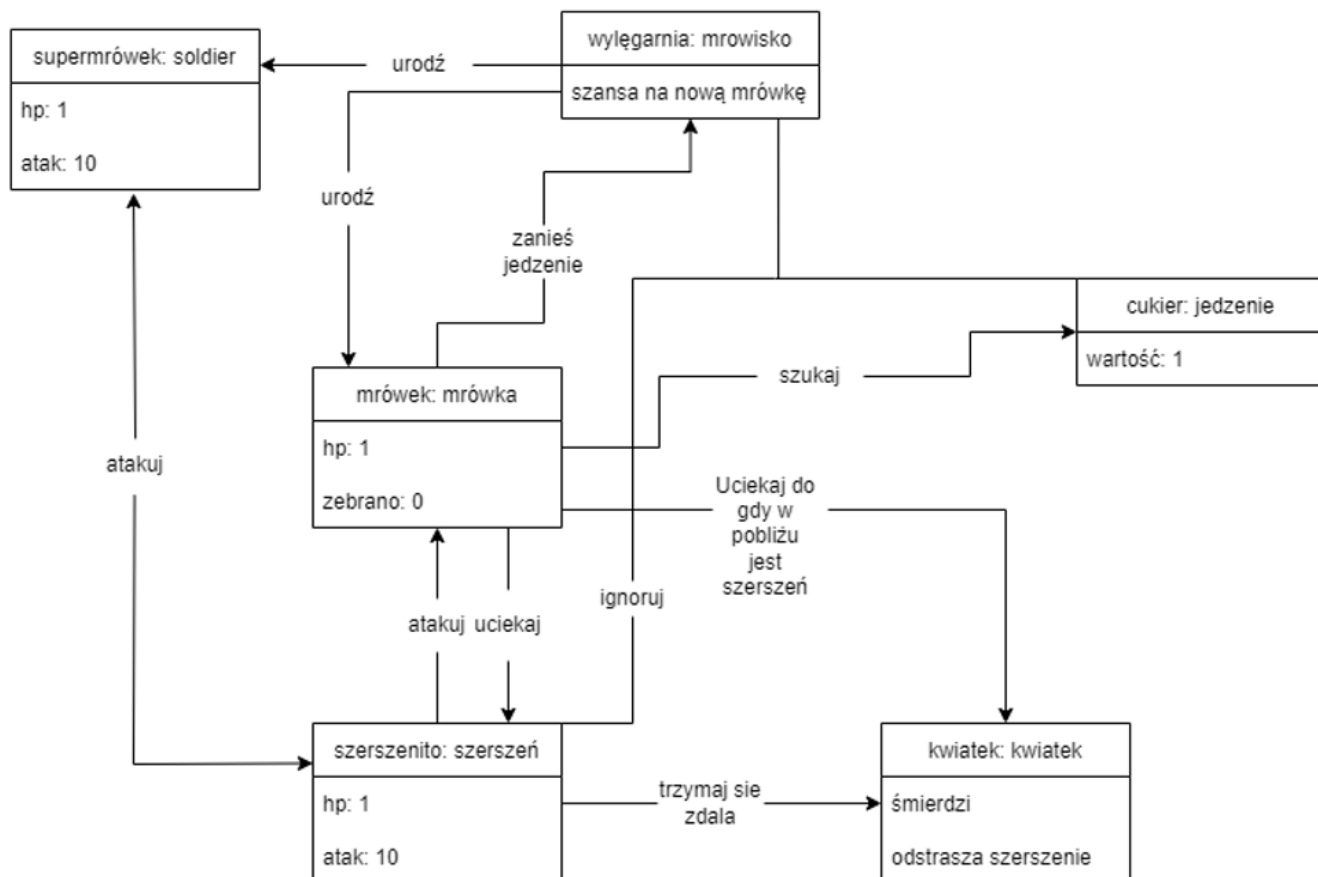 supermrówek: soldier
hp: 1
atak: 10
urodź
wylęgarnia: mrowisko
szansa na nową mrówkę
urodź
zanieś
jedzenie
cukier: jedzenie
wartość: 1
szukaj
mrówek: mrówka
hp: 1
zebrano: 0
atakuj
Uciekaj do
gdy w
pobliżu
jest
szerszeń
ignoruj
atakuj
uciekaj
szerszenito: szerszeń
hp: 1
atak: 10
trzymaj sie
zdala
kwiatek: kwiatek
śmierdzi
odstrasza szerszenie